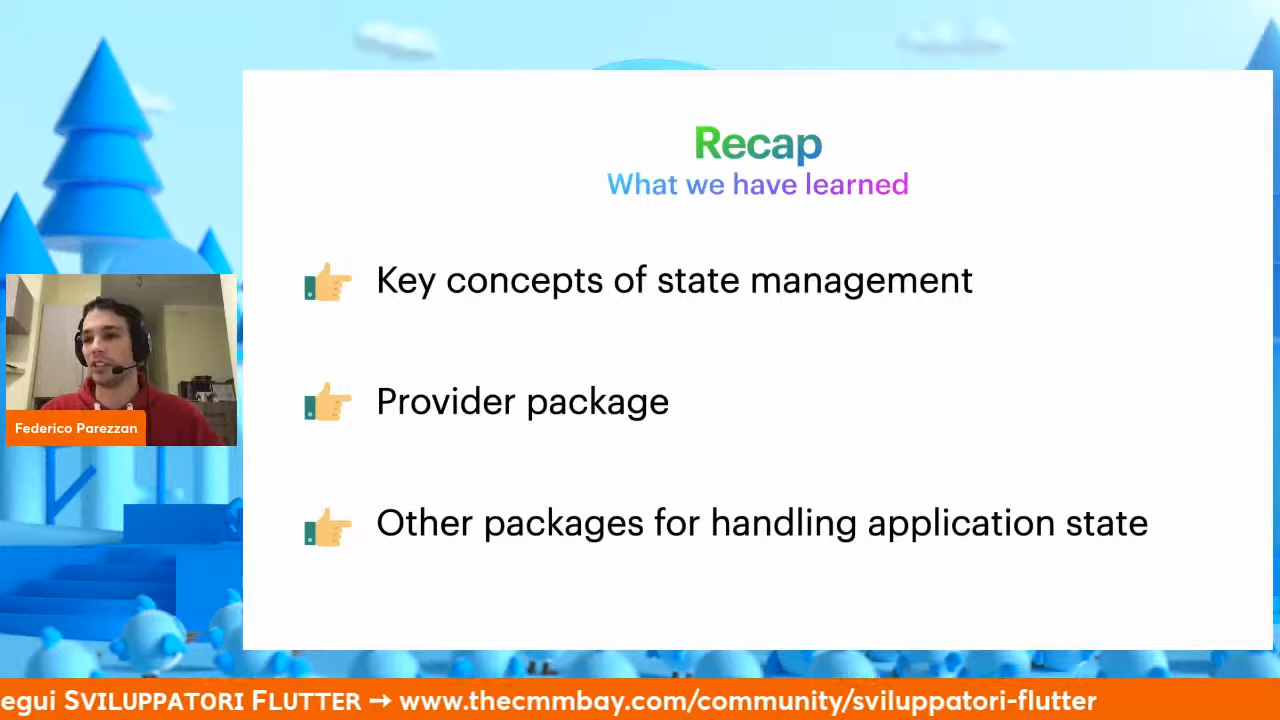 Recap
What we have learned
Key concepts of state management
Provider package
Other packages for handling application state
Federico Parezzan
egui SVILUPPATORI FLUTTER → www.thecmmbay.com/community/sviluppatori-flutter